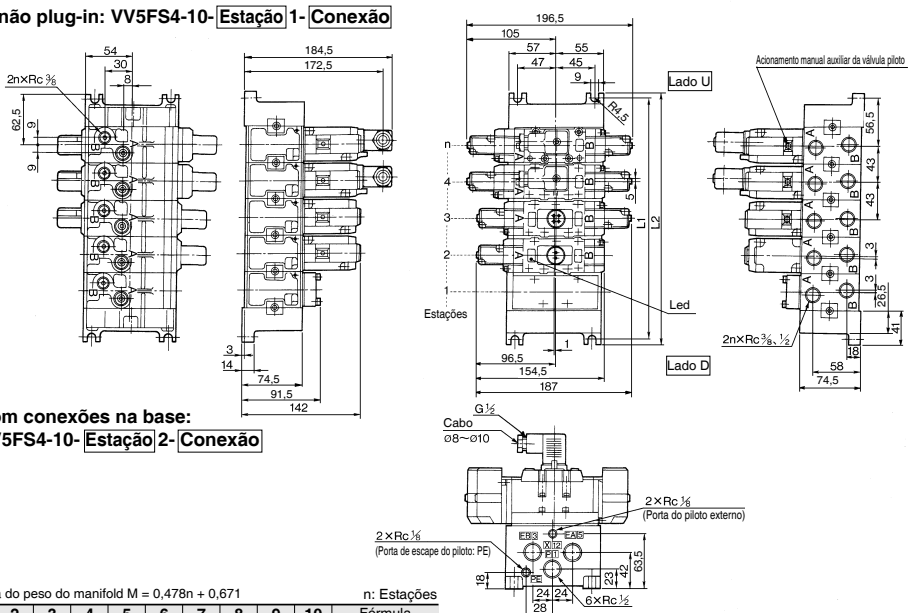 não plug-in: VV5FS4-10- Estação 1- Conexão
54
30
8
2n×Rc ⅜
62,5
9
9
B
A
184,5
172,5
3
14
74,5
91,5
142
196,5
105
57
55
47
45
9
R4,5
Lado U
n
4
3
2
1
Estações
A
B
5
L1
L2
Led
1
96,5
154,5
187
Lado D
Acionamento manual auxiliar da válvula piloto
56,5
43
43
3
3
26,5
41
A
B
2n×Rc ⅜, ½
18
58
74,5
om conexões na base:
5FS4-10- Estação 2- Conexão
G½
Cabo
ø8~ø10
2×Rc ⅛
(Porta do piloto externo)
2×Rc ⅛
(Porta de escape do piloto: PE)
EB 3
EA 5
X 12
P 1
PE
18
24
24
28
23
42
63,5
6×Rc ½
a do peso do manifold M = 0,478n + 0,671
n: Estações
2 3 4 5 6 7 8 9 10 Fórmula